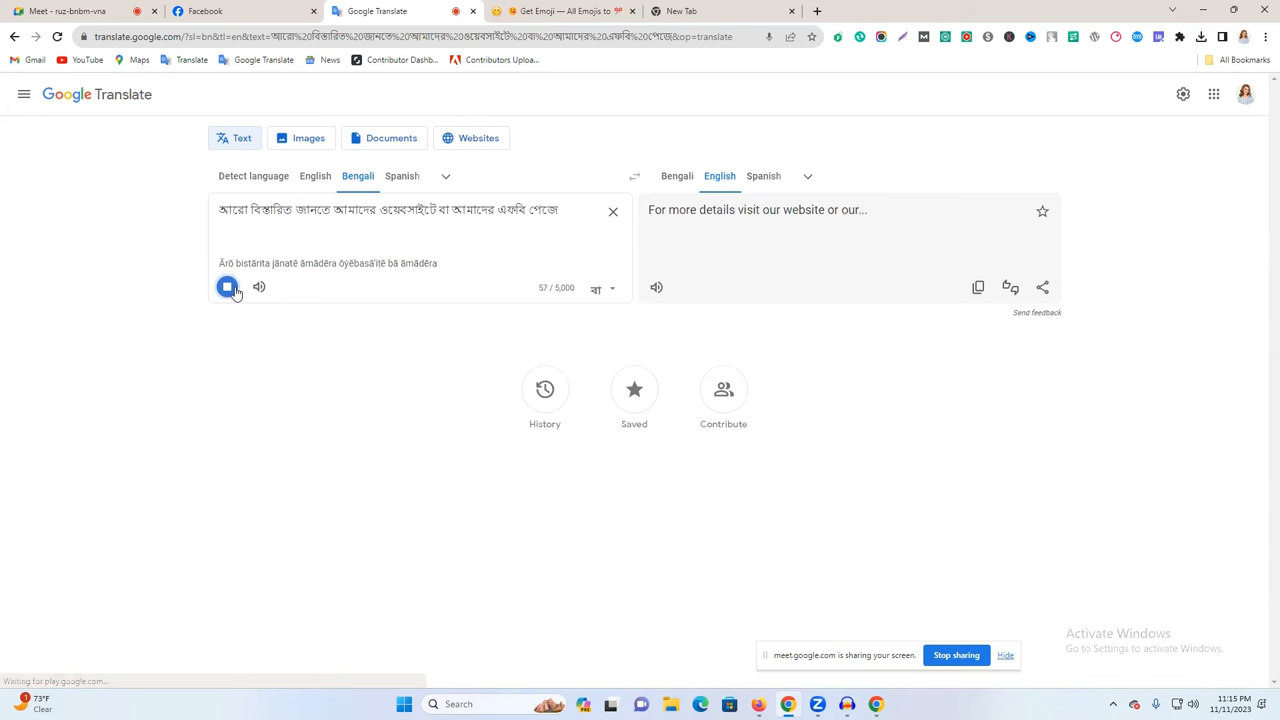 Meet - ruz-bnbm-vna
Facebook
Google Translate
Get Emoji — All Emojis to
New Tab
translate.google.com/?sl=bn&tl=en&text=আরো%20বিস্তারিত%20জানতে%20আমাদের%20ওয়েবসাইটে%20বা%20আমাদের%20এফবি%20পেজে&op=translate
Gmail
YouTube
Maps
Translate
Google Translate
News
Contributor Dashb...
Contributors Uploa...
All Bookmarks
Google Translate
Text
Images
Documents
Websites
Detect language
English
Bengali
Spanish
Bengali
English
Spanish
আরো বিস্তারিত জানতে আমাদের ওয়েবসাইটে বা আমাদের এফবি পেজে
For more details visit our website or our...
Ārō bistārita jānatē āmādēra ōẏēbasā'iṭē bā āmādēra
57 / 5,000
Send feedback
History
Saved
Contribute
Activate Windows
Go to Settings to activate Windows.
meet.google.com is sharing your screen.
Stop sharing
Hide
Waiting for play.google.com...
1
73°F
Clear
Search
11:15 PM
11/11/2023